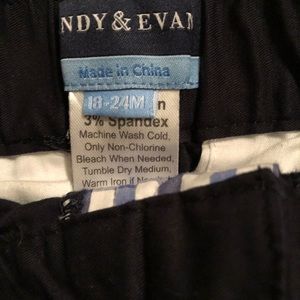 NDY & EVA
Made in China
18-24M n
3% Spandex
Machine Wash Cold,
Only Non-Chlorine
Bleach When Needed,
Tumble Dry Medium,
Warm Iron if